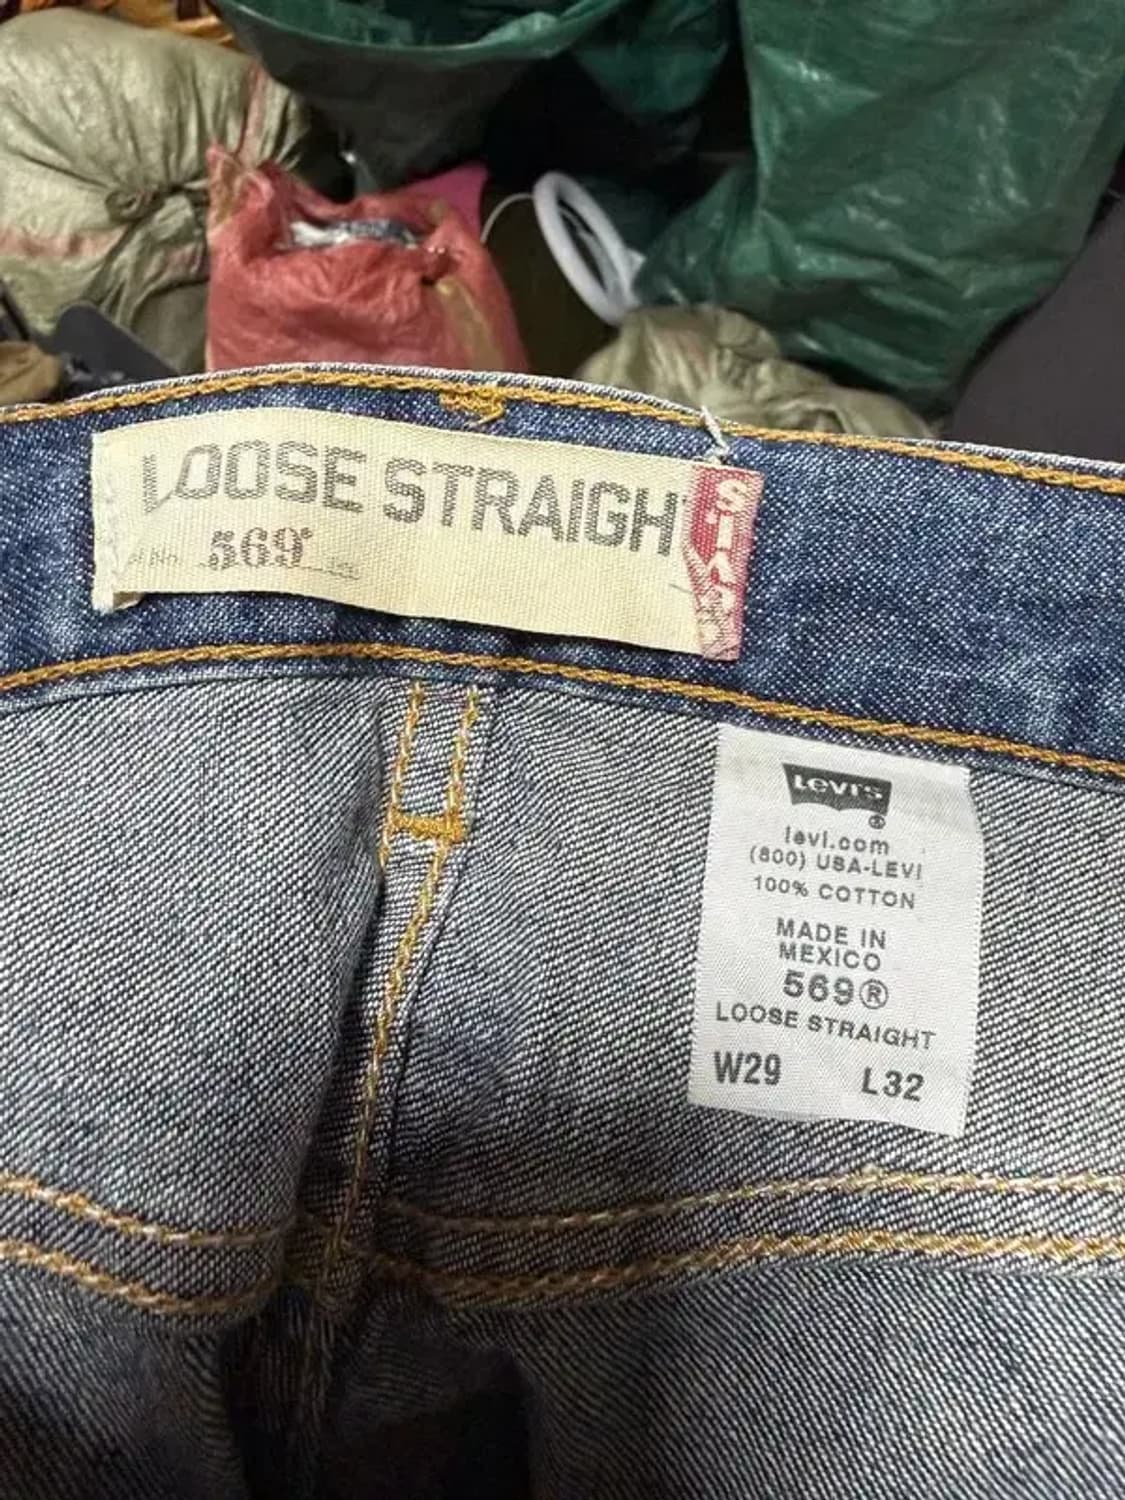 LOOSE STRAIGH
569®
LEVI'S
LEVI'S®
levi.com
(800) USA-LEVI
100% COTTON
MADE IN
MEXICO
569®
LOOSE STRAIGHT
W29 L32